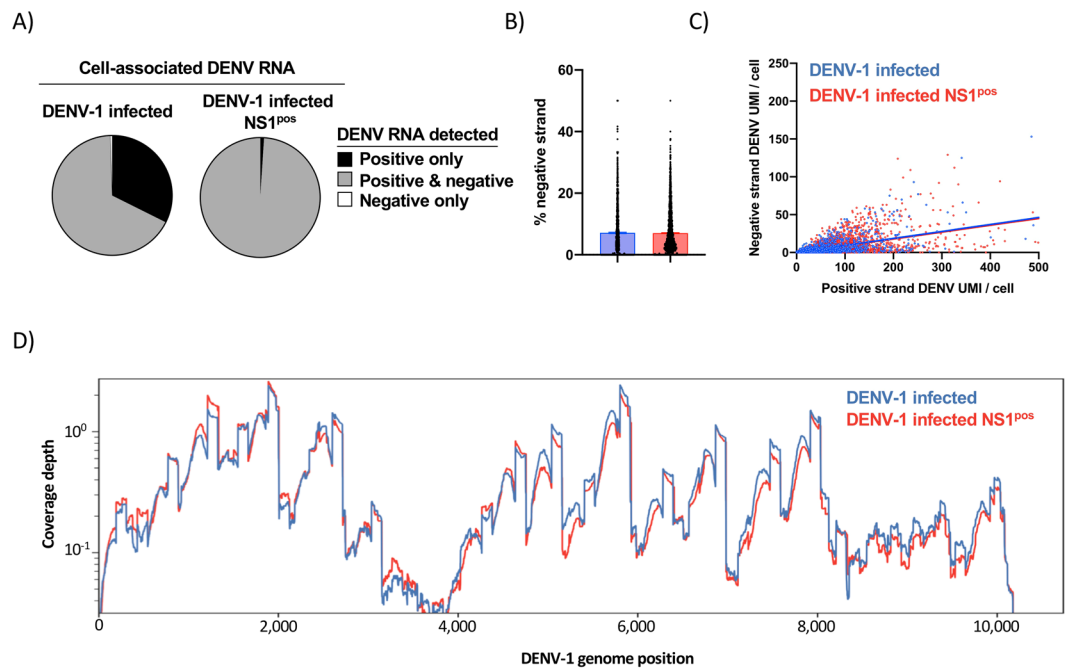 A)
Cell-associated DENV RNA
DENV-1 infected
DENV-1 infected
NS1pos
DENV RNA detected
Positive only
Positive & negative
Negative only
B)
% negative strand
60
40
20
0
C)
Negative strand DENV UMI / cell
250
200
150
100
50
0
0
100
200
300
400
500
Positive strand DENV UMI / cell
DENV-1 infected
DENV-1 infected NS1pos
D)
Coverage depth
10⁰
10⁻¹
0
2,000
4,000
6,000
8,000
10,000
DENV-1 genome position
DENV-1 infected
DENV-1 infected NS1pos